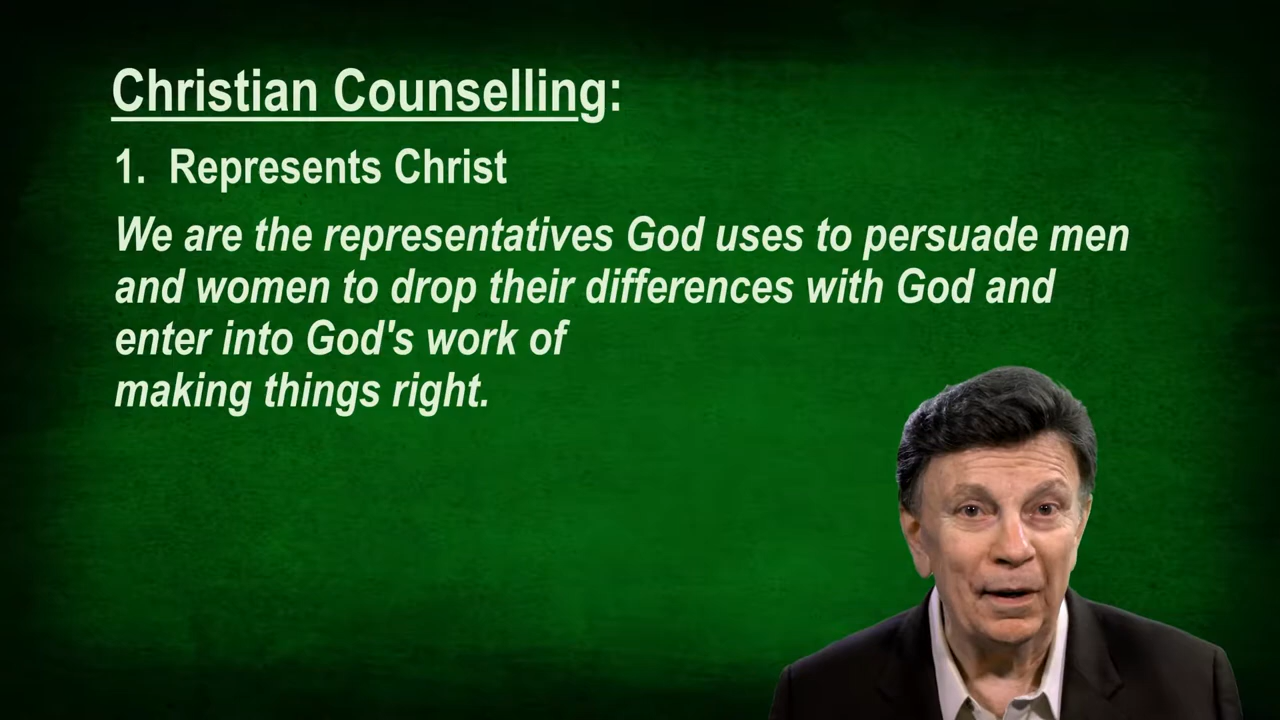 Christian Counselling:
1. Represents Christ
We are the representatives God uses to persuade men
and women to drop their differences with God and
enter into God's work of
making things right.